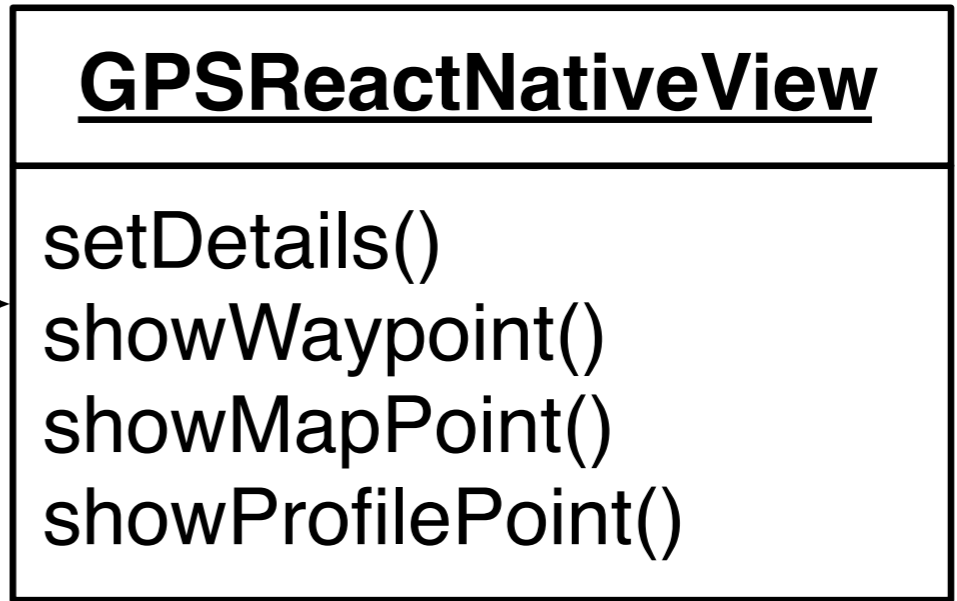 GPSReactNativeView
setDetails()
showWaypoint()
showMapPoint()
showProfilePoint()